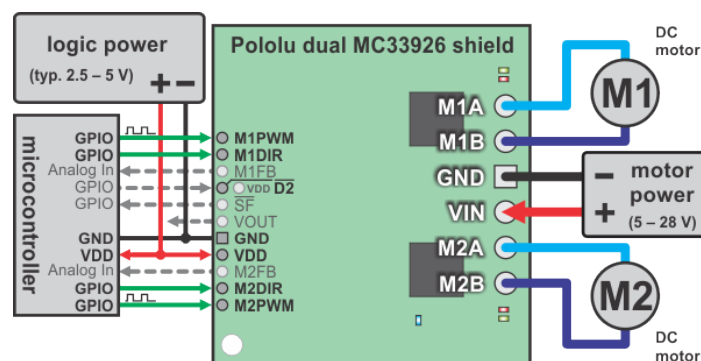 logic power
(typ. 2.5 – 5 V)
+ −
Pololu dual MC33926 shield
DC
motor
M1
microcontroller
GPIO
GPIO
Analog In
GPIO
GPIO
GND
VDD
Analog In
GPIO
GPIO
M1PWM
M1DIR
M1FB
VDD D2
SF
VOUT
GND
VDD
M2FB
M2DIR
M2PWM
M1A
M1B
GND
VIN
M2A
M2B
− motor
power
+ (5 – 28 V)
M2
DC
motor